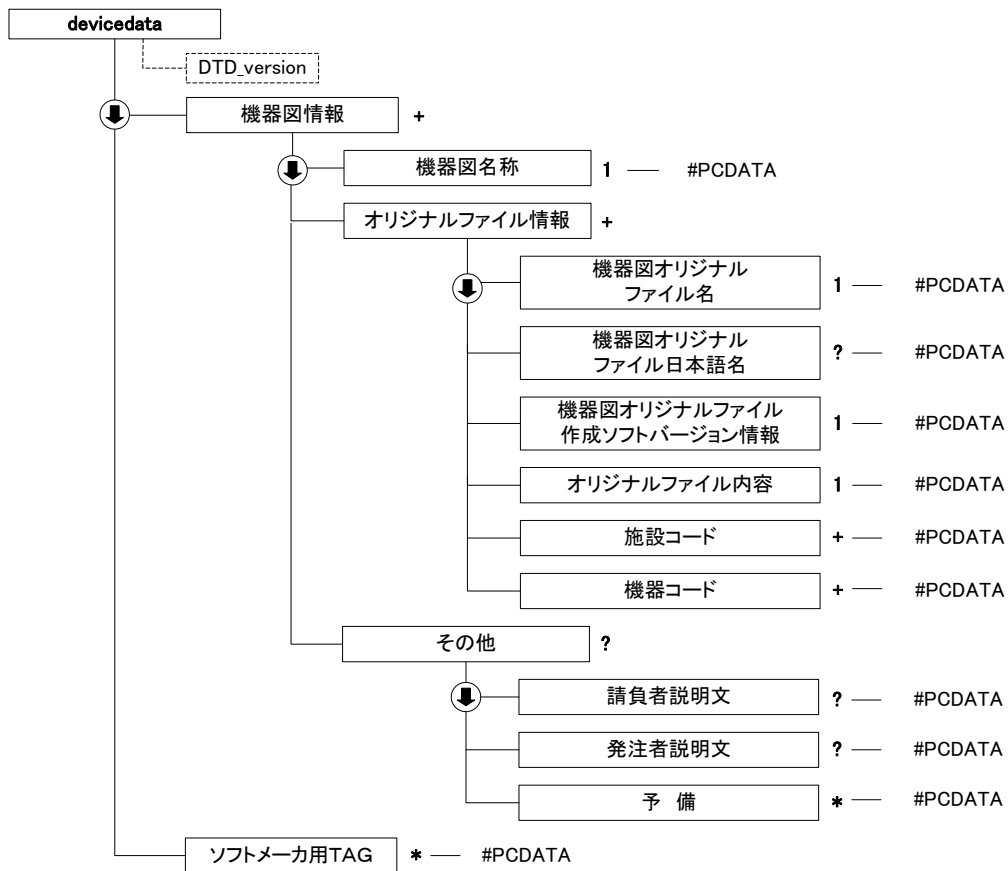 devicedata
DTD_version
機器図情報 +
機器図名称 1 #PCDATA
オリジナルファイル情報 +
機器図オリジナル
ファイル名 1 #PCDATA
機器図オリジナル
ファイル日本語名 ? #PCDATA
機器図オリジナルファイル
作成ソフトバージョン情報 1 #PCDATA
オリジナルファイル内容 1 #PCDATA
施設コード + #PCDATA
機器コード + #PCDATA
その他 ?
請負者説明文 ? #PCDATA
発注者説明文 ? #PCDATA
予 備 * #PCDATA
ソフトメーカ用TAG * #PCDATA